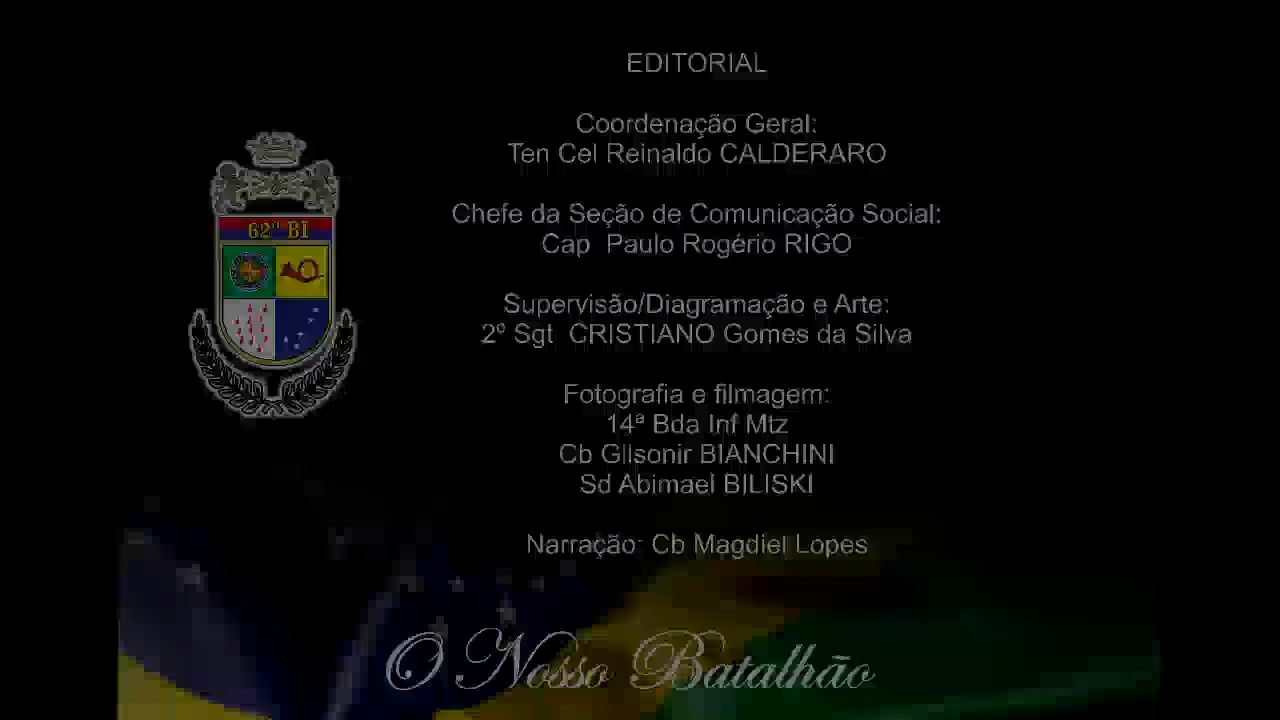 EDITORIAL
Coordenação Geral:
Ten Cel Reinaldo CALDERARO
Chefe da Seção de Comunicação Social:
Cap Paulo Rogério RIGO
Supervisão/Diagramação e Arte:
2º Sgt CRISTIANO Gomes da Silva
Fotografia e filmagem:
14ª Bda Inf Mtz
Cb Gilsonir BIANCHINI
Sd Abimael BILISKI
Narração: Cb Magdiel Lopes
62º BI
O Nosso Batalhão